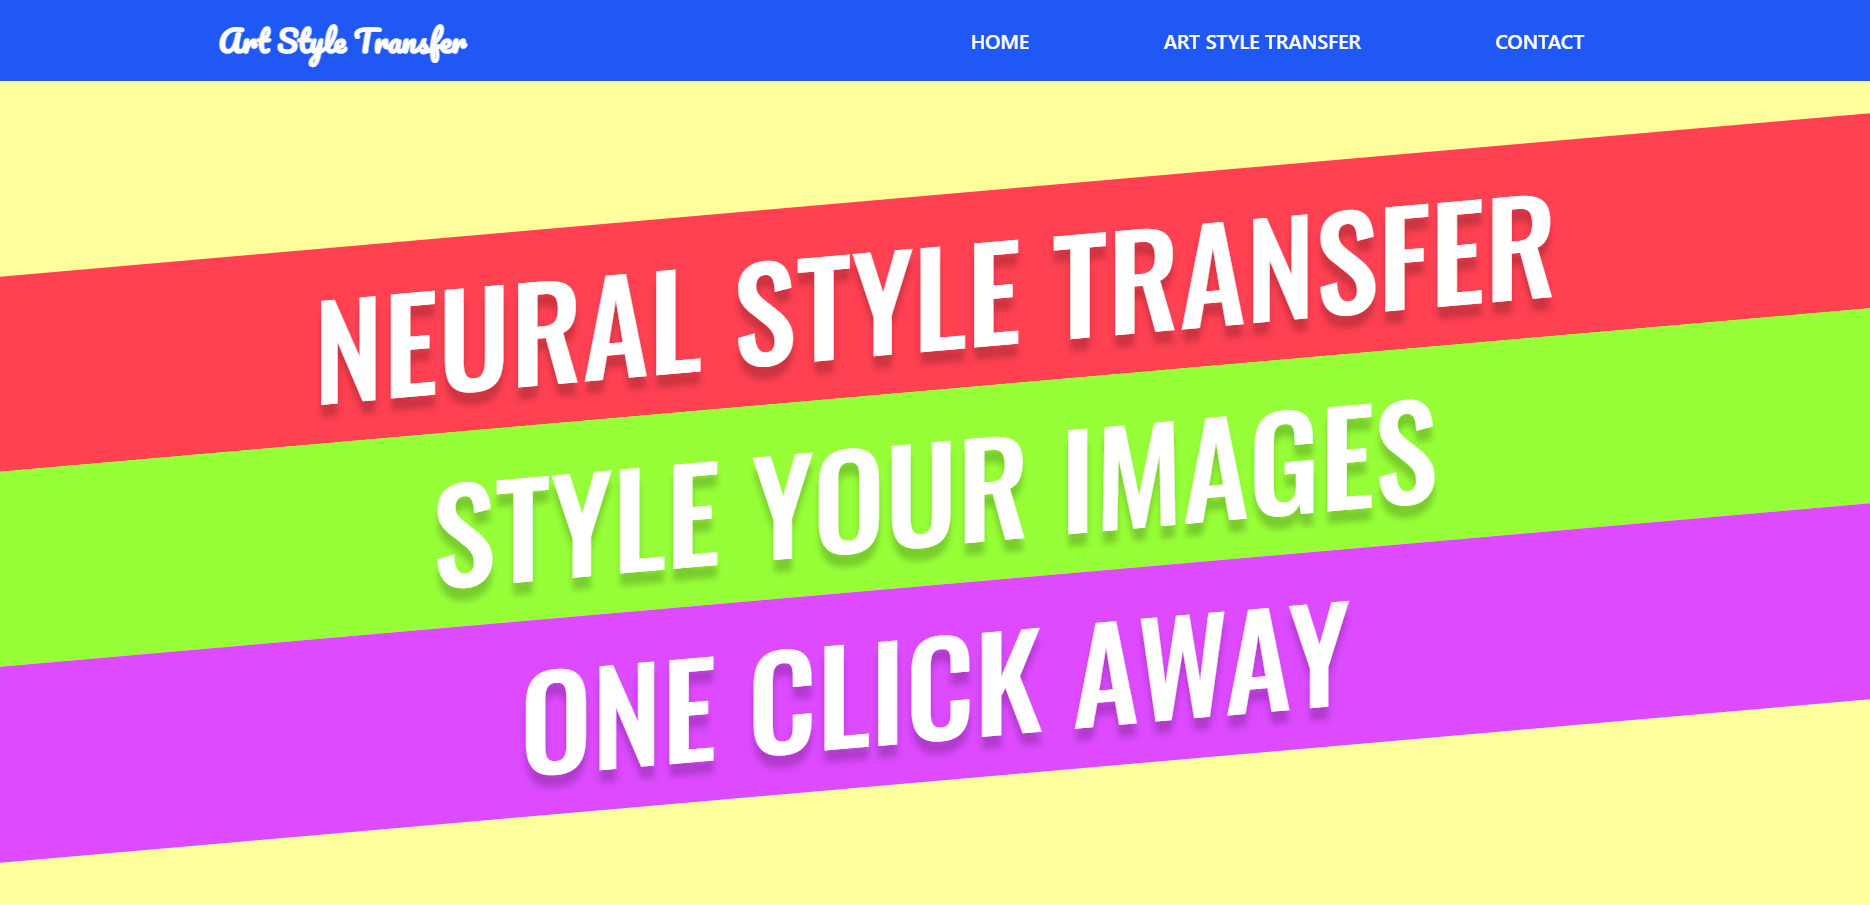 Art Style Transfer
HOME ART STYLE TRANSFER CONTACT
NEURAL STYLE TRANSFER
STYLE YOUR IMAGES
ONE CLICK AWAY